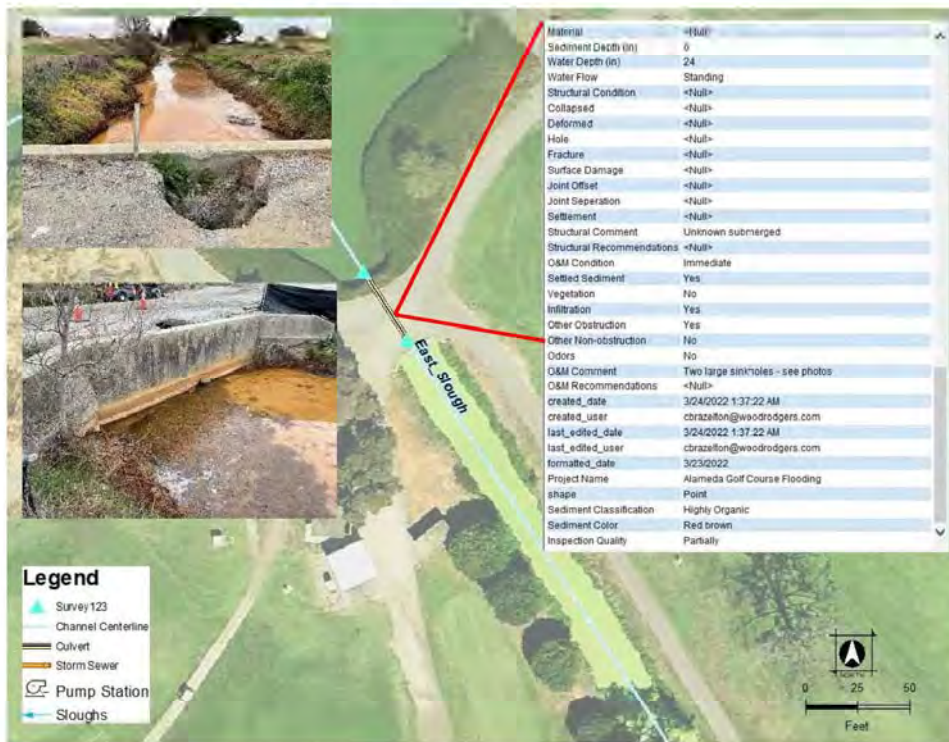 Material <Null>
Sediment Depth (in) 0
Water Depth (in) 24
Water Flow Standing
Structural Condition <Null>
Collapsed <Null>
Deformed <Null>
Hole <Null>
Fracture <Null>
Surface Damage <Null>
Joint Offset <Null>
Joint Seperation <Null>
Settlement <Null>
Structural Comment Unknown submerged
Structural Recommendations <Null>
O&M Condition Immediate
Settled Sediment Yes
Vegetation No
Infiltration Yes
Other Obstruction Yes
Other Non-obstruction No
Odors No
O&M Comment Two large sinkholes - see photos
O&M Recommendations <Null>
created_date 3/24/2022 1:37:22 AM
created_user cbrazelton@woodrodgers.com
last_edited_date 3/24/2022 1:37:22 AM
last_edited_user cbrazelton@woodrodgers.com
formatted_date 3/23/2022
Project Name Alameda Golf Course Flooding
shape Point
Sediment Classification Highly Organic
Sediment Color Red brown
Inspection Quality Partially
East_Slough
Legend
Survey123
Channel Centerline
Culvert
Storm Sewer
Pump Station
Sloughs
NORTH
0 25 50
Feet